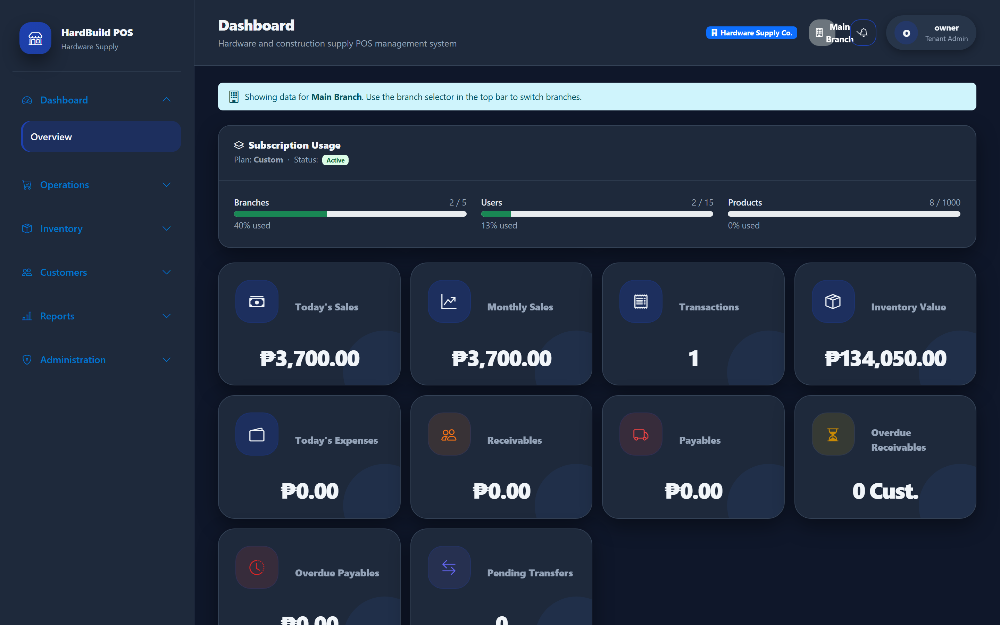 HardBuild POS
Hardware Supply
Dashboard
Overview
Operations
Inventory
Customers
Reports
Administration
Dashboard
Hardware and construction supply POS management system
Hardware Supply Co.
Main
Branch
O
owner
Tenant Admin
Showing data for Main Branch. Use the branch selector in the top bar to switch branches.
Subscription Usage
Plan: Custom · Status: Active
Branches 2 / 5
40% used
Users 2 / 15
13% used
Products 8 / 1000
0% used
Today's Sales
₱3,700.00
Monthly Sales
₱3,700.00
Transactions
1
Inventory Value
₱134,050.00
Today's Expenses
₱0.00
Receivables
₱0.00
Payables
₱0.00
Overdue
Receivables
0 Cust.
Overdue Payables
₱0.00
Pending Transfers
0